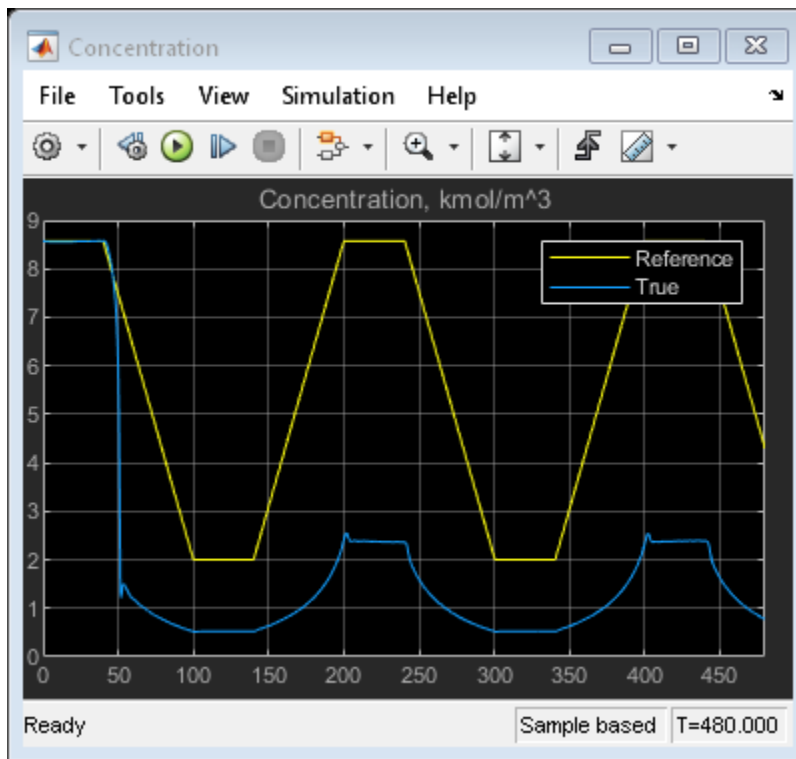 Concentration
File Tools View Simulation Help
Concentration, kmol/m^3
9
8
7
6
5
4
3
2
1
0
Reference
True
0 50 100 150 200 250 300 350 400 450
Ready Sample based T=480.000